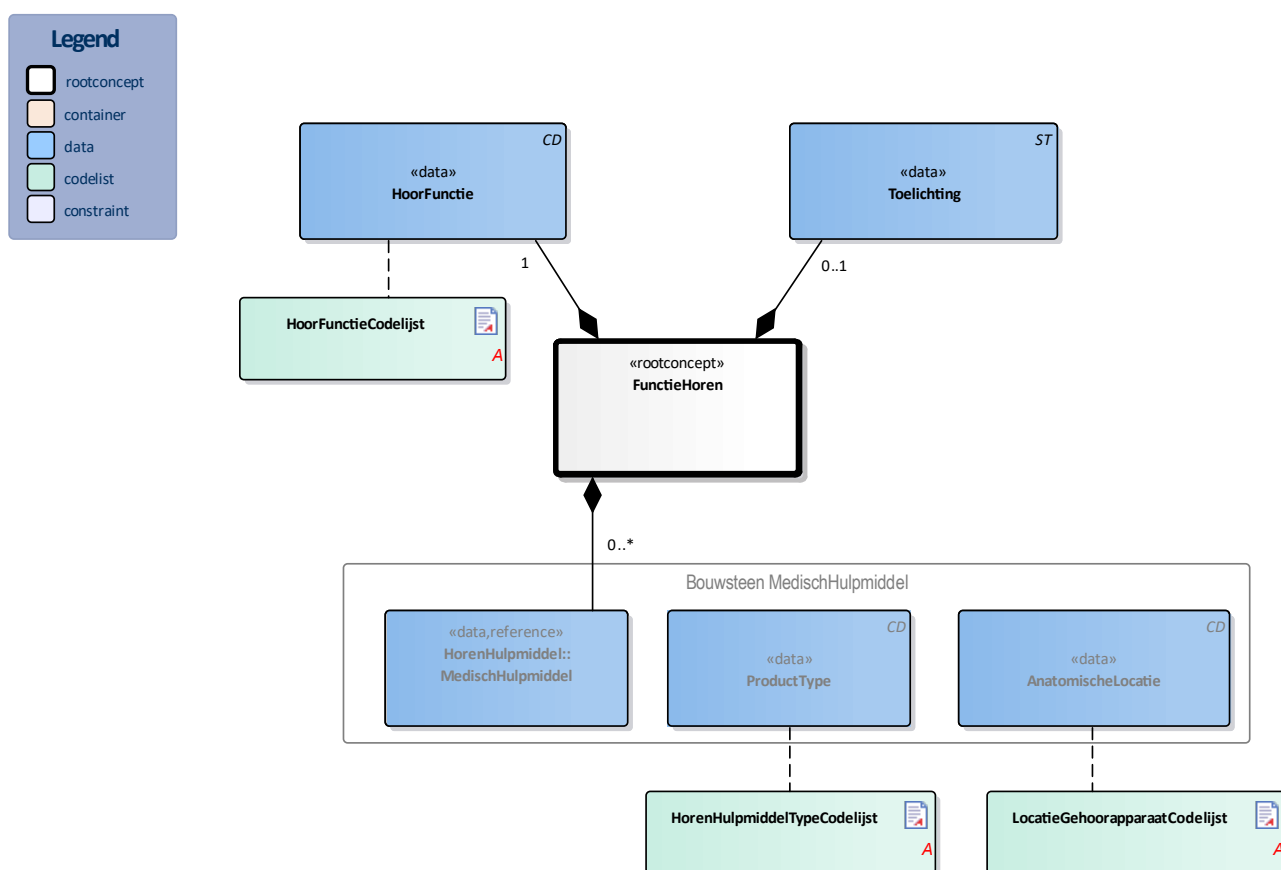 Legend
rootconcept
container
data
codelist
constraint
CD
«data»
HoorFunctie
ST
«data»
Toelichting
1
0..1
HoorFunctieCodelijst
A
«rootconcept»
FunctieHoren
0..*
Bouwsteen MedischHulpmiddel
«data,reference»
HorenHulpmiddel::
MedischHulpmiddel
CD
«data»
ProductType
CD
«data»
AnatomischeLocatie
HorenHulpmiddelTypeCodelijst
A
LocatieGehoorapparaatCodelijst
A